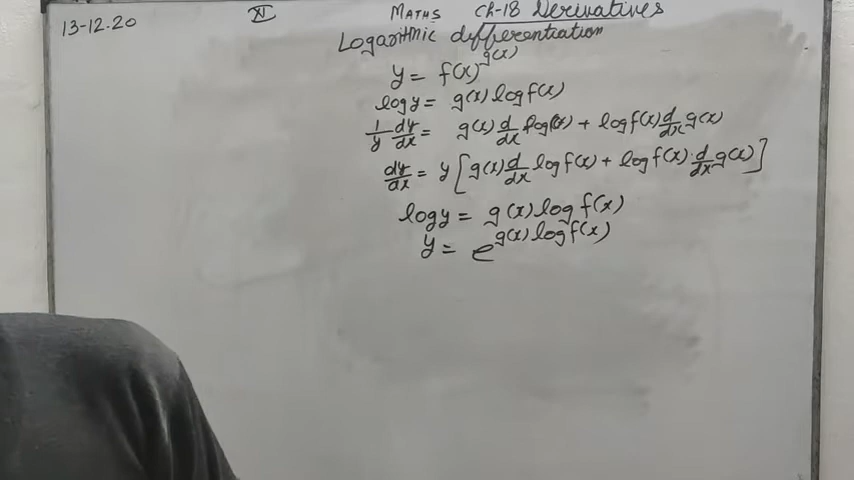 13-12.20 XI MATHS Ch-18 Derivatives
Logarithmic differentiation
y = f(x)^g(x)
log y = g(x) log f(x)
1/y dy/dx = g(x) d/dx log f(x) + log f(x) d/dx g(x)
dy/dx = y [g(x) d/dx log f(x) + log f(x) . d/dx g(x)]
log y = g(x) log f(x)
y = e^g(x) log f(x)